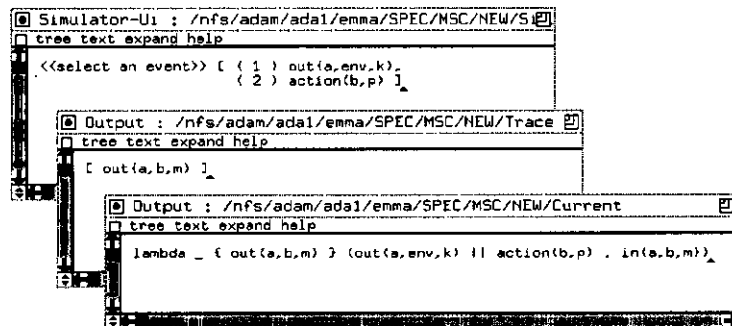 Simulator-Ui : /nfs/adam/ada1/emma/SPEC/MSC/NEW/Si
tree text expand help
<<select an event>> [ ( 1 ) out(a,env,k),
( 2 ) action(b,p) ]
Output : /nfs/adam/ada1/emma/SPEC/MSC/NEW/Trace
tree text expand help
[ out(a,b,m) ]
Output : /nfs/adam/ada1/emma/SPEC/MSC/NEW/Current
tree text expand help
lambda _ { out(a,b,m) } (out(a,env,k) || action(b,p) . in(a,b,m))